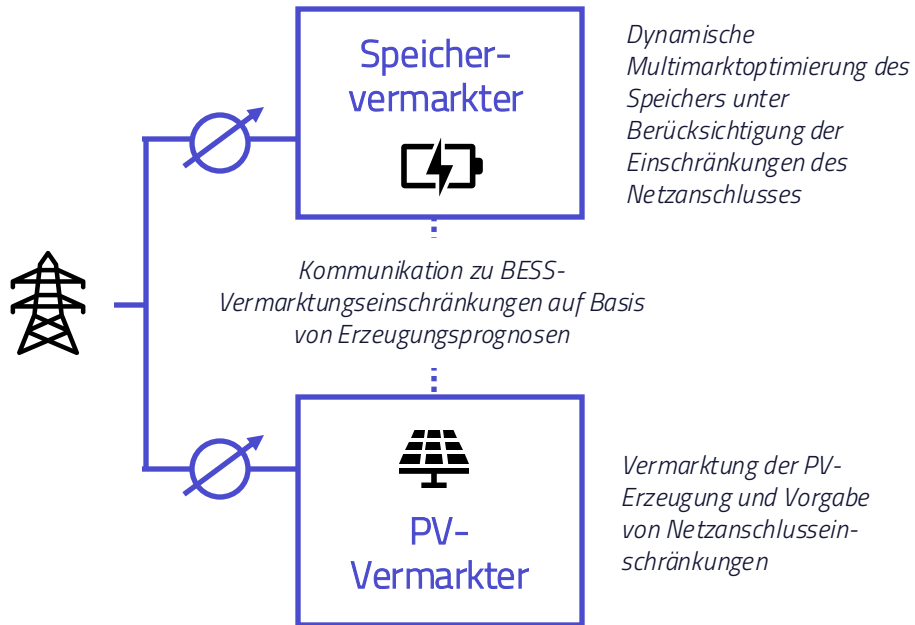 Speicher-
vermarkter
Dynamische
Multimarktoptimierung des
Speichers unter
Berücksichtigung der
Einschränkungen des
Netzanschlusses
Kommunikation zu BESS-
Vermarktungseinschränkungen auf Basis
von Erzeugungsprognosen
PV-
Vermarkter
Vermarktung der PV-
Erzeugung und Vorgabe
von Netzanschlussein-
schränkungen